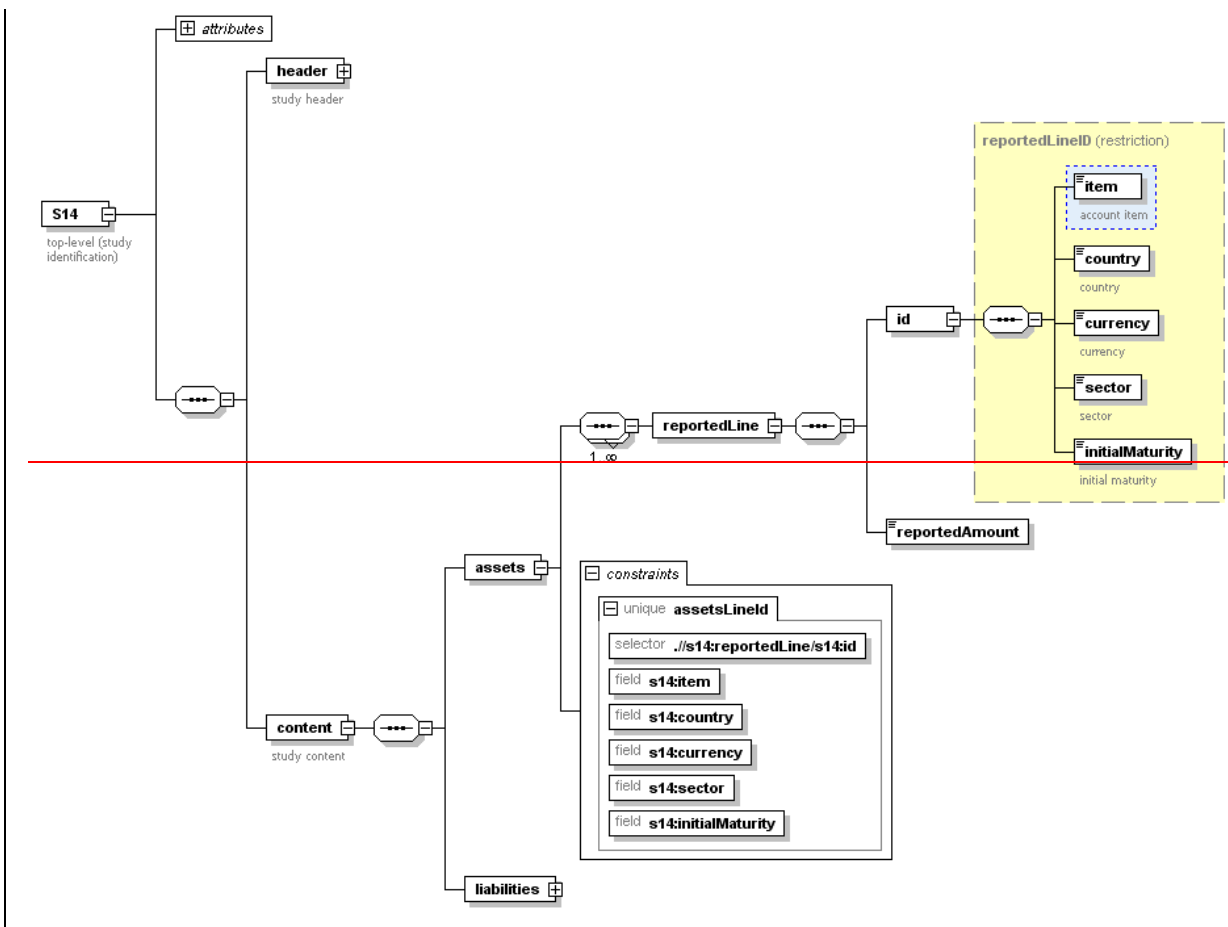 attributes
header
study header
S14
top-level (study
identification)
reportedLineID (restriction)
item
account item
country
country
currency
currency
sector
sector
initialMaturity
initial maturity
id
reportedLine
1..∞
reportedAmount
assets
constraints
unique assetsLineId
selector .//s14:reportedLine/s14:id
field s14:item
field s14:country
field s14:currency
field s14:sector
field s14:initialMaturity
content
study content
liabilities